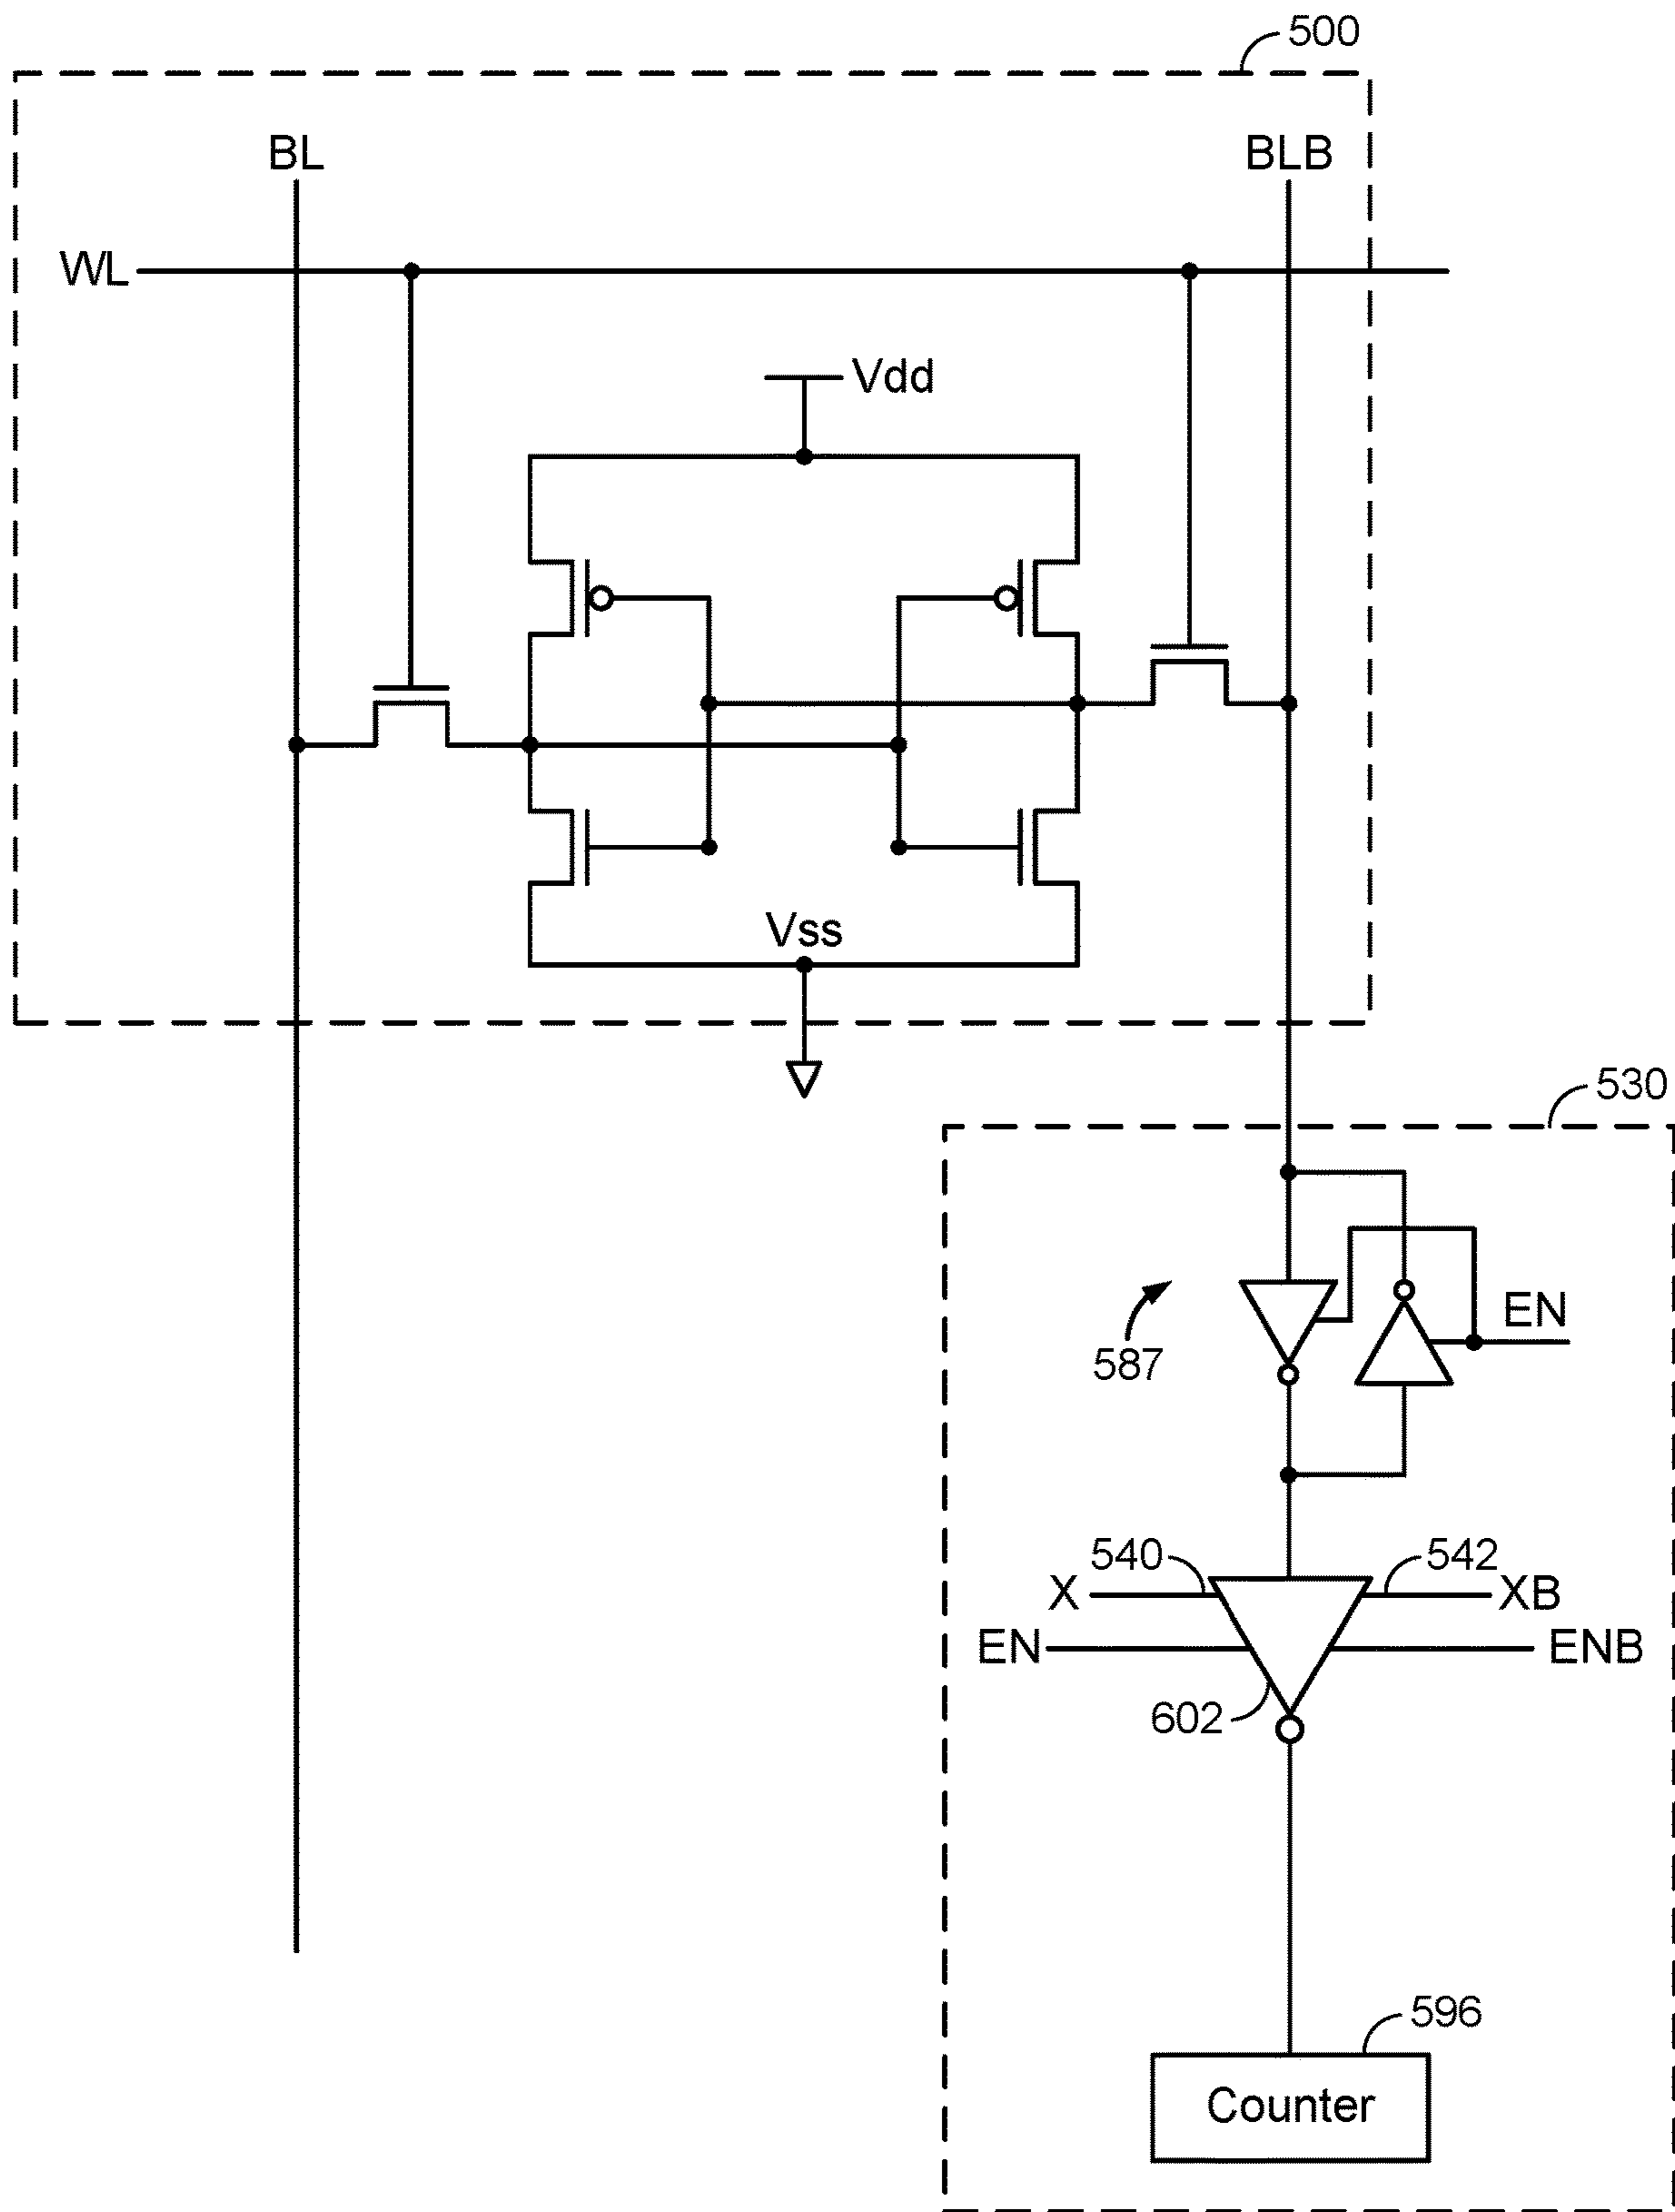 500
BL
BLB
WL
Vdd
Vss
530
EN
587
540
542
X
XB
EN
ENB
602
596
Counter